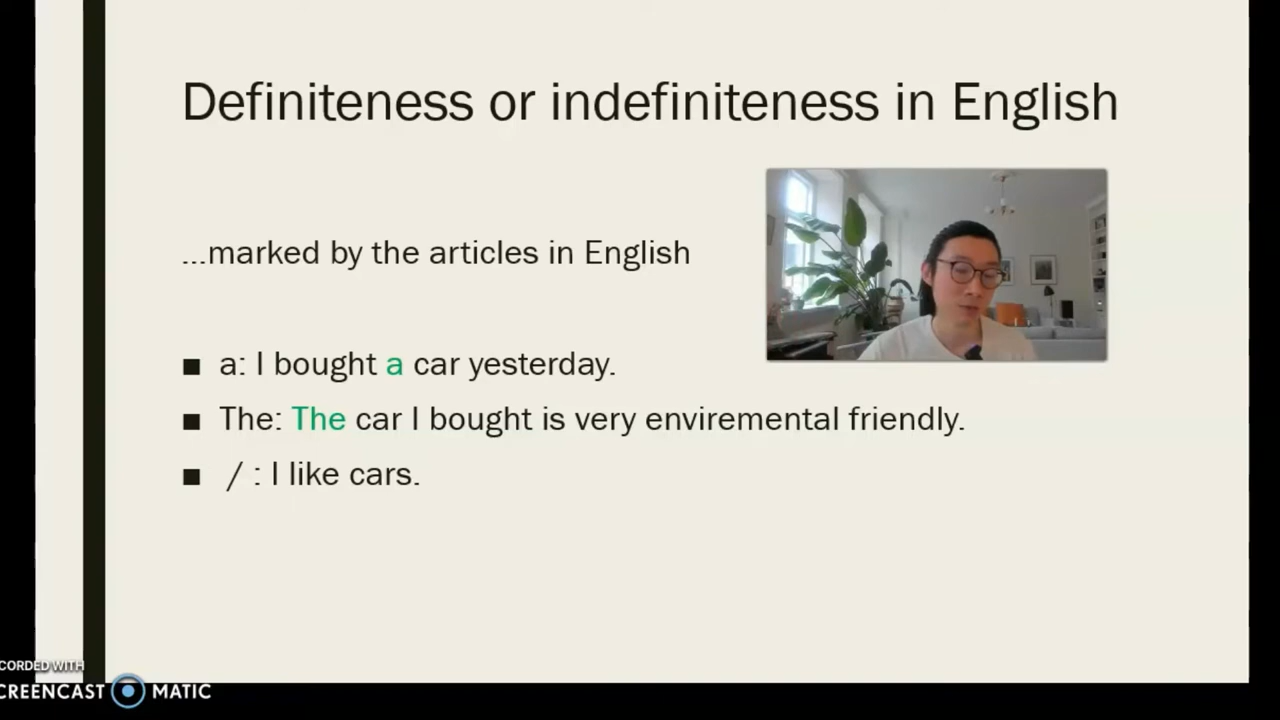 Definiteness or indefiniteness in English
...marked by the articles in English
■ a: I bought a car yesterday.
■ The: The car I bought is very enviremental friendly.
■ / : I like cars.
CORDED WITH
CREENCAST MATIC